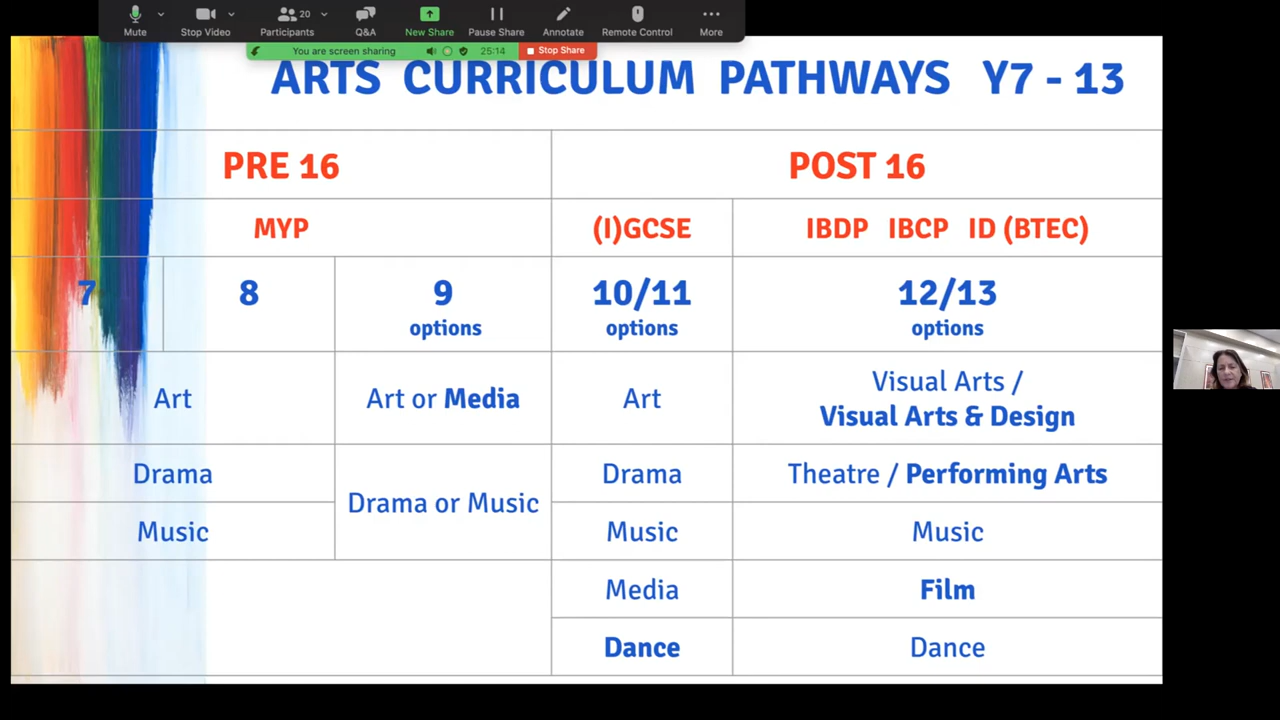 Mute
Stop Video
20
Participants
Q&A
New Share
Pause Share
Annotate
Remote Control
More
You are screen sharing
25:14
Stop Share
ARTS CURRICULUM PATHWAYS Y7 - 13
PRE 16
POST 16
MYP
(I)GCSE
IBDP IBCP ID (BTEC)
7
8
9
options
10/11
options
12/13
options
Art
Art or Media
Art
Visual Arts /
Visual Arts & Design
Drama
Drama or Music
Drama
Theatre / Performing Arts
Music
Music
Music
Media
Film
Dance
Dance